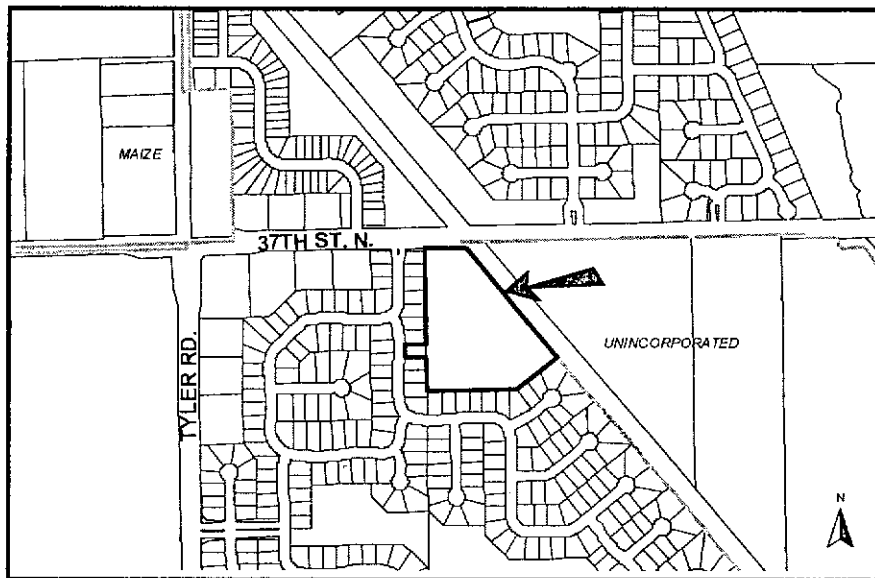 MAIZE
37TH ST. N.
UNINCORPORATED
TYLER RD.
N